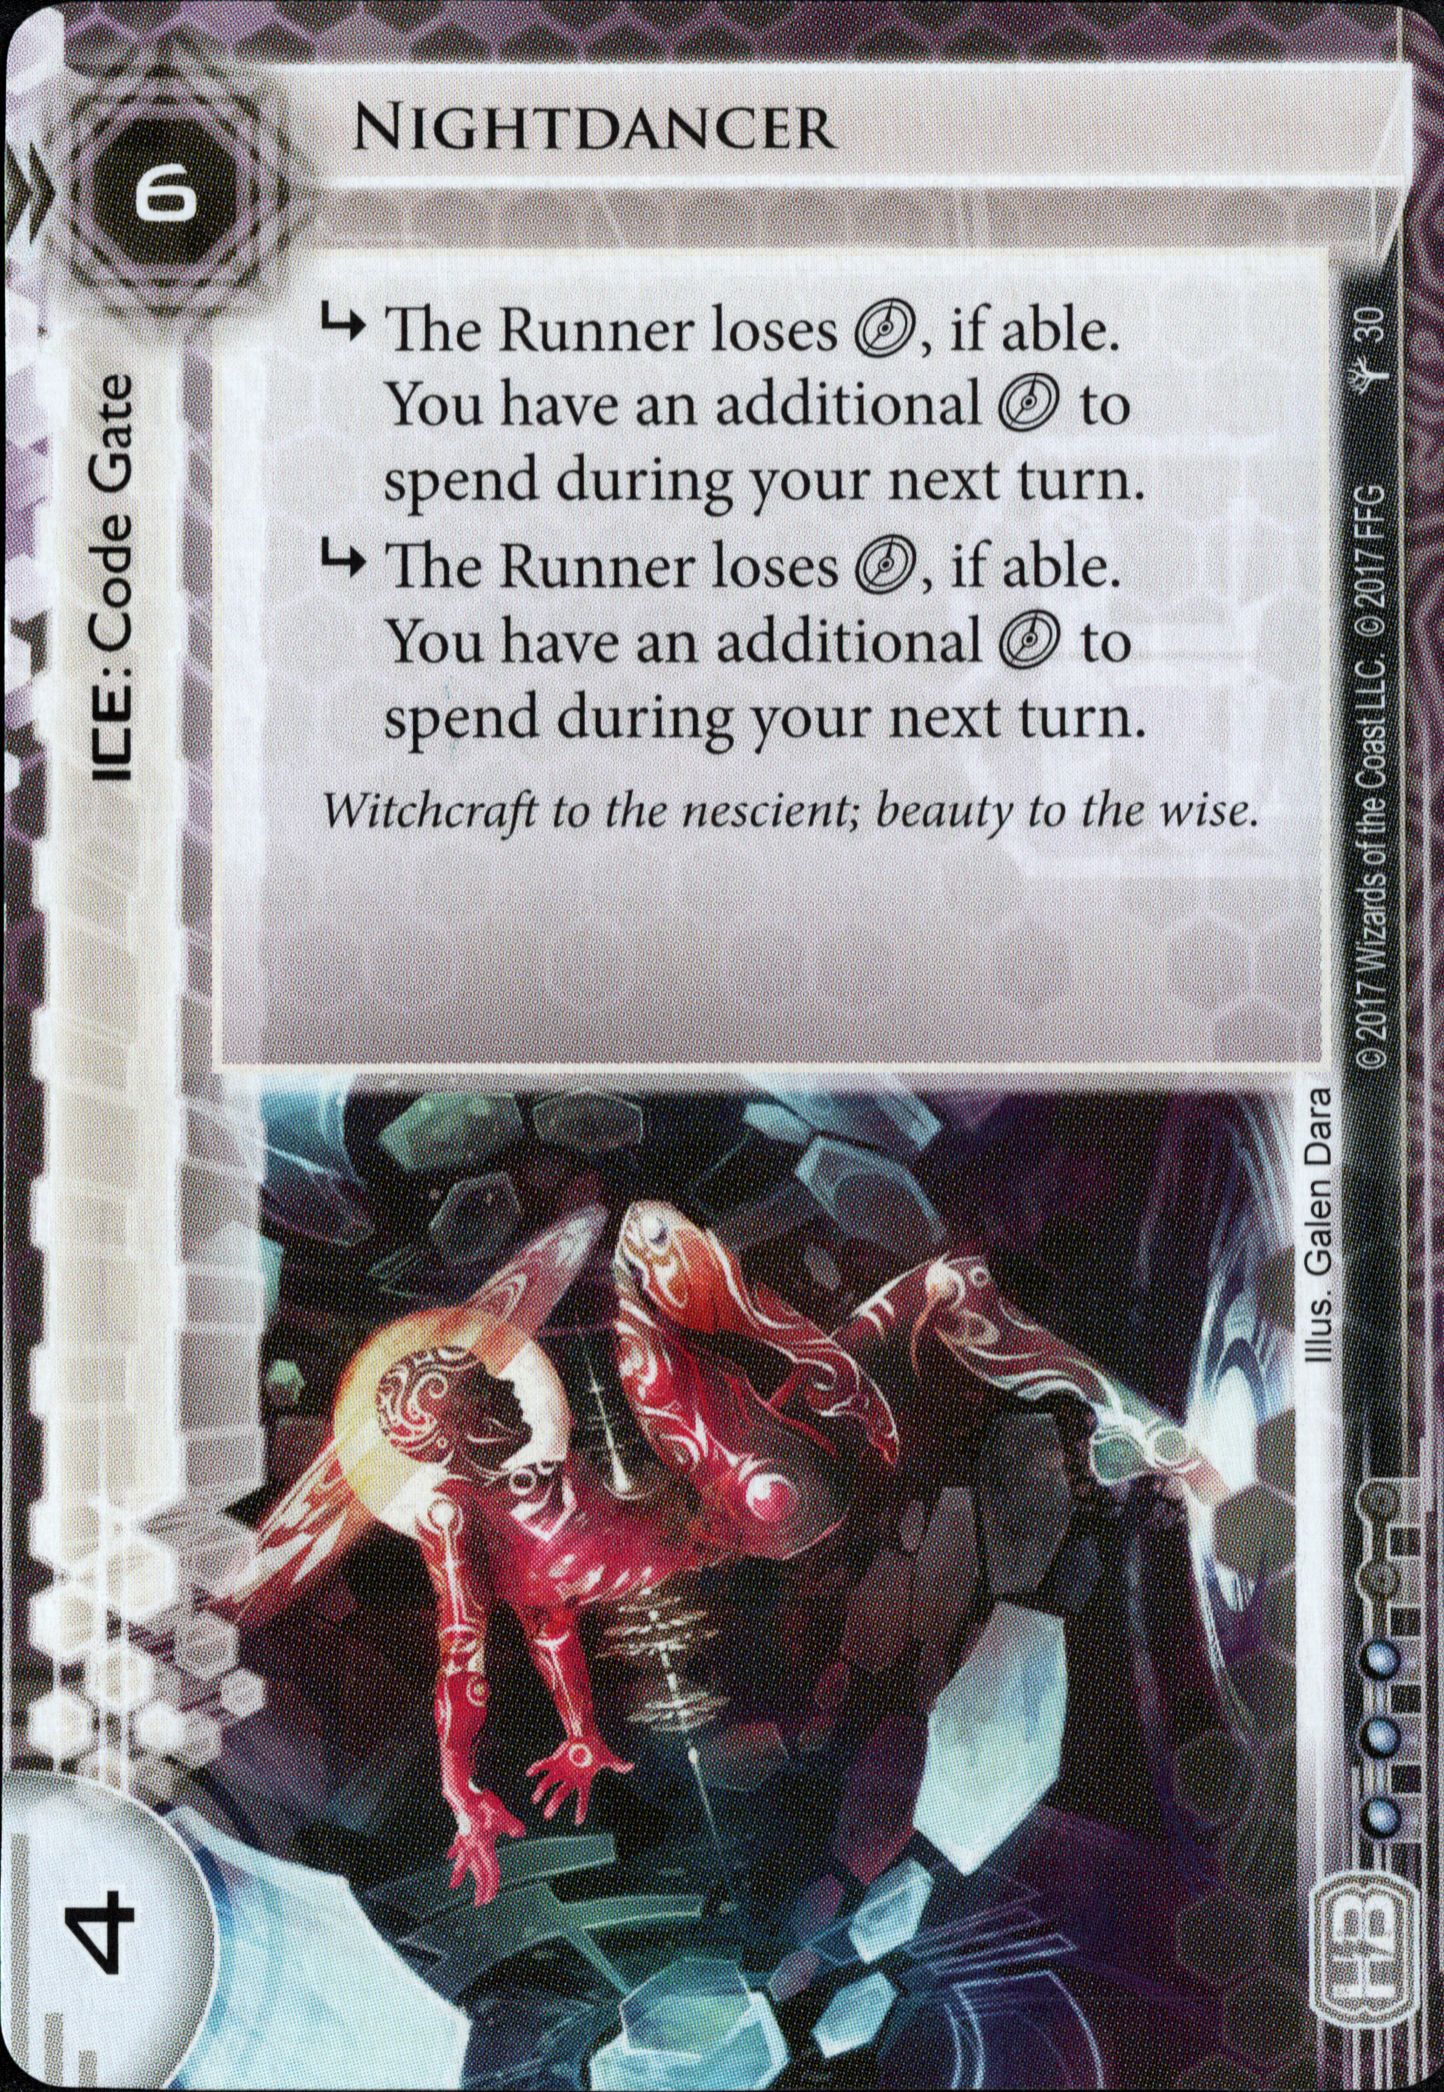 NIGHTDANCER
6
ICE: Code Gate
↳ The Runner loses , if able.
You have an additional to
spend during your next turn.
↳ The Runner loses , if able.
You have an additional to
spend during your next turn.
Witchcraft to the nescient; beauty to the wise.
30
© 2017 Wizards of the Coast LLC. © 2017 FFG
Illus. Galen Dara
4
HB